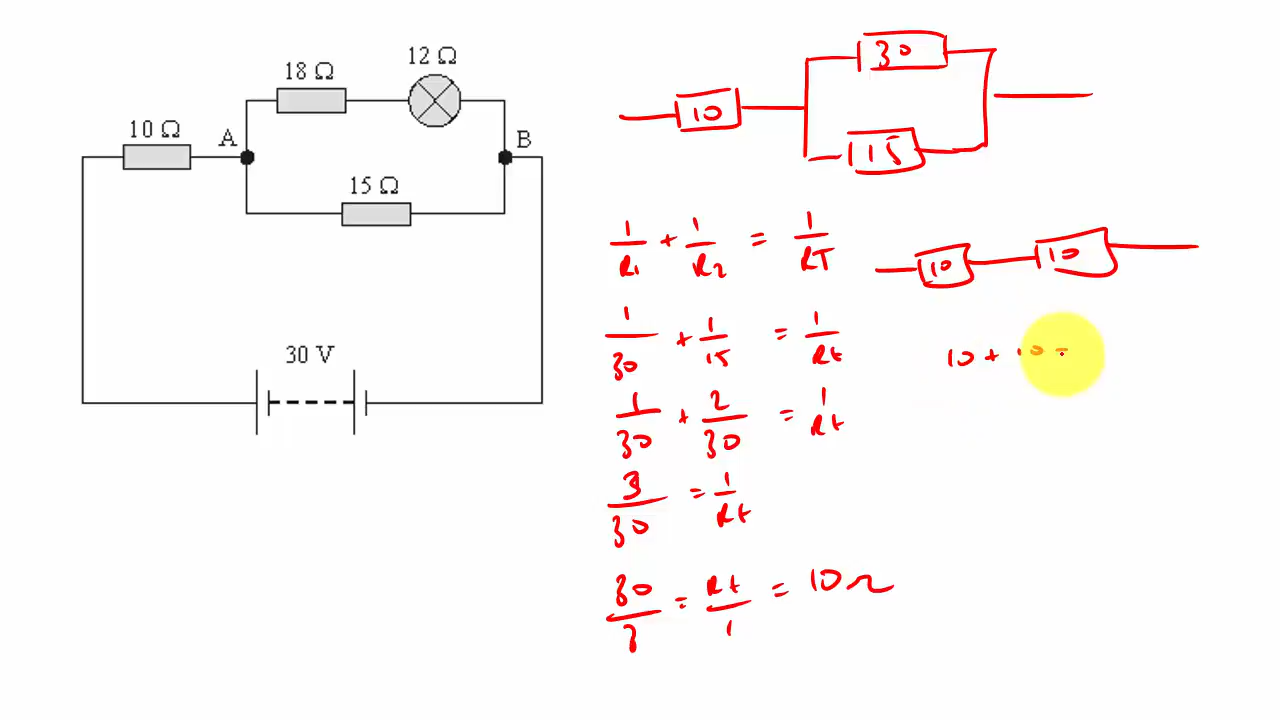 12 Ω
18 Ω
10 Ω
A
B
15 Ω
30 V
30
10
15
1/R1 + 1/R2 = 1/RT
10 10
1/30 + 1/15 = 1/Rt
10 + 10 =
1/30 + 2/30 = 1/Rt
3/30 = 1/Rt
30/3 = Rt/1 = 10Ω